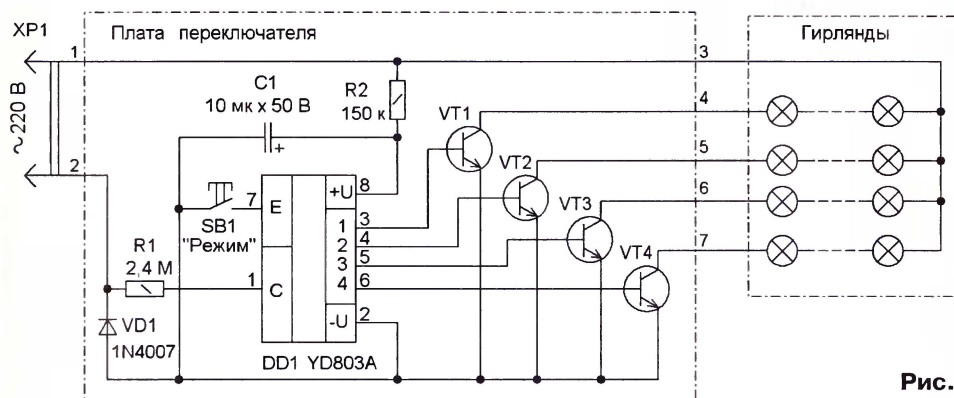 XP1
~220 В
1
2
Плата переключателя
C1
10 мк x 50 В
R2
150 к
SB1
"Режим"
R1
2,4 М
VD1
1N4007
7
1
E
C
+U
1
2
3
4
-U
8
3
4
5
6
2
DD1 YD803A
VT1
VT2
VT3
VT4
3
4
5
6
7
Гирлянды
Рис.